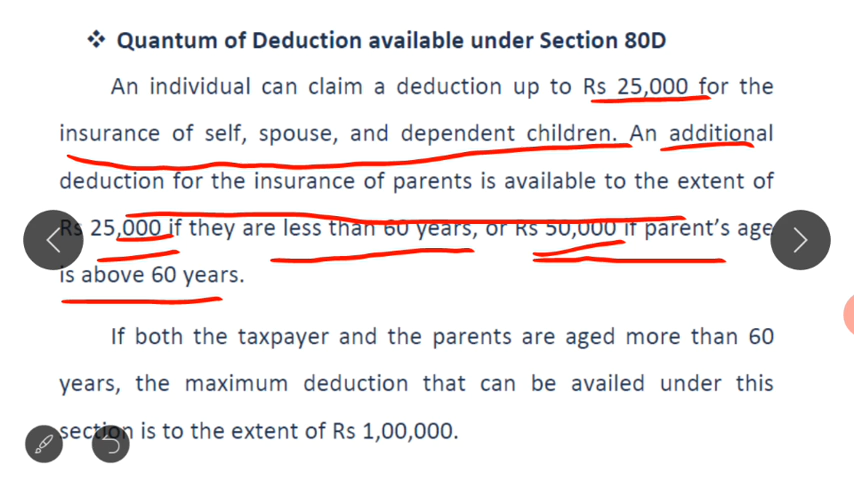 ❖ Quantum of Deduction available under Section 80D
An individual can claim a deduction up to Rs 25,000 for the
insurance of self, spouse, and dependent children. An additional
deduction for the insurance of parents is available to the extent of
Rs 25,000 if they are less than 60 years, or Rs 50,000 if parent’s age
is above 60 years.
If both the taxpayer and the parents are aged more than 60
years, the maximum deduction that can be availed under this
section is to the extent of Rs 1,00,000.